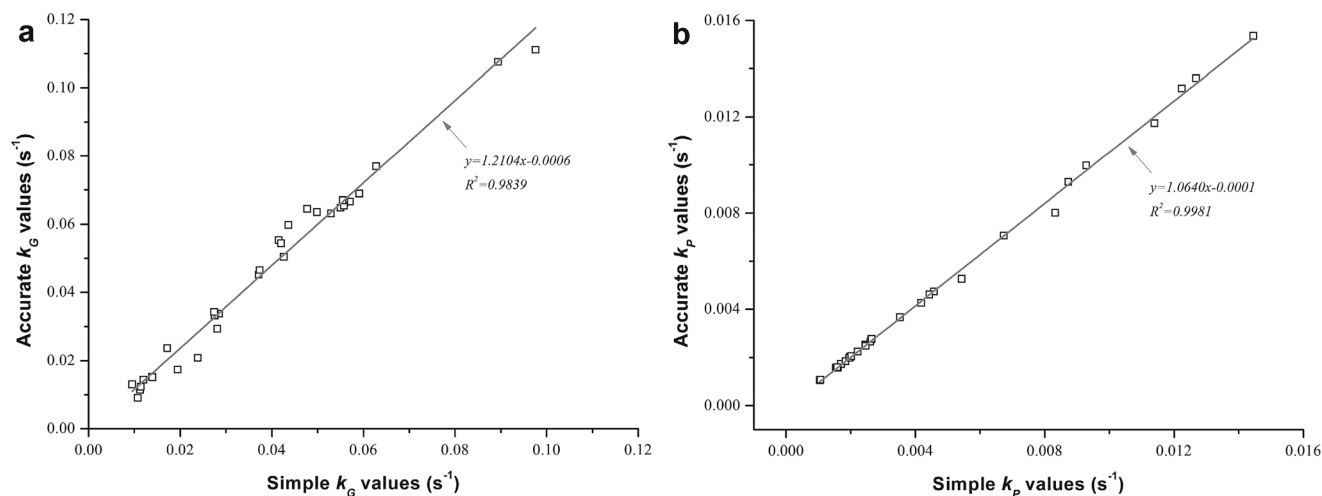 a
0.12
0.10
0.08
0.06
0.04
0.02
0.00
Accurate k_G values (s⁻¹)
y=1.2104x-0.0006
R²=0.9839
0.00 0.02 0.04 0.06 0.08 0.10 0.12
Simple k_G values (s⁻¹)
b
0.016
0.012
0.008
0.004
0.000
Accurate k_P values (s⁻¹)
y=1.0640x-0.0001
R²=0.9981
0.000 0.004 0.008 0.012 0.016
Simple k_P values (s⁻¹)